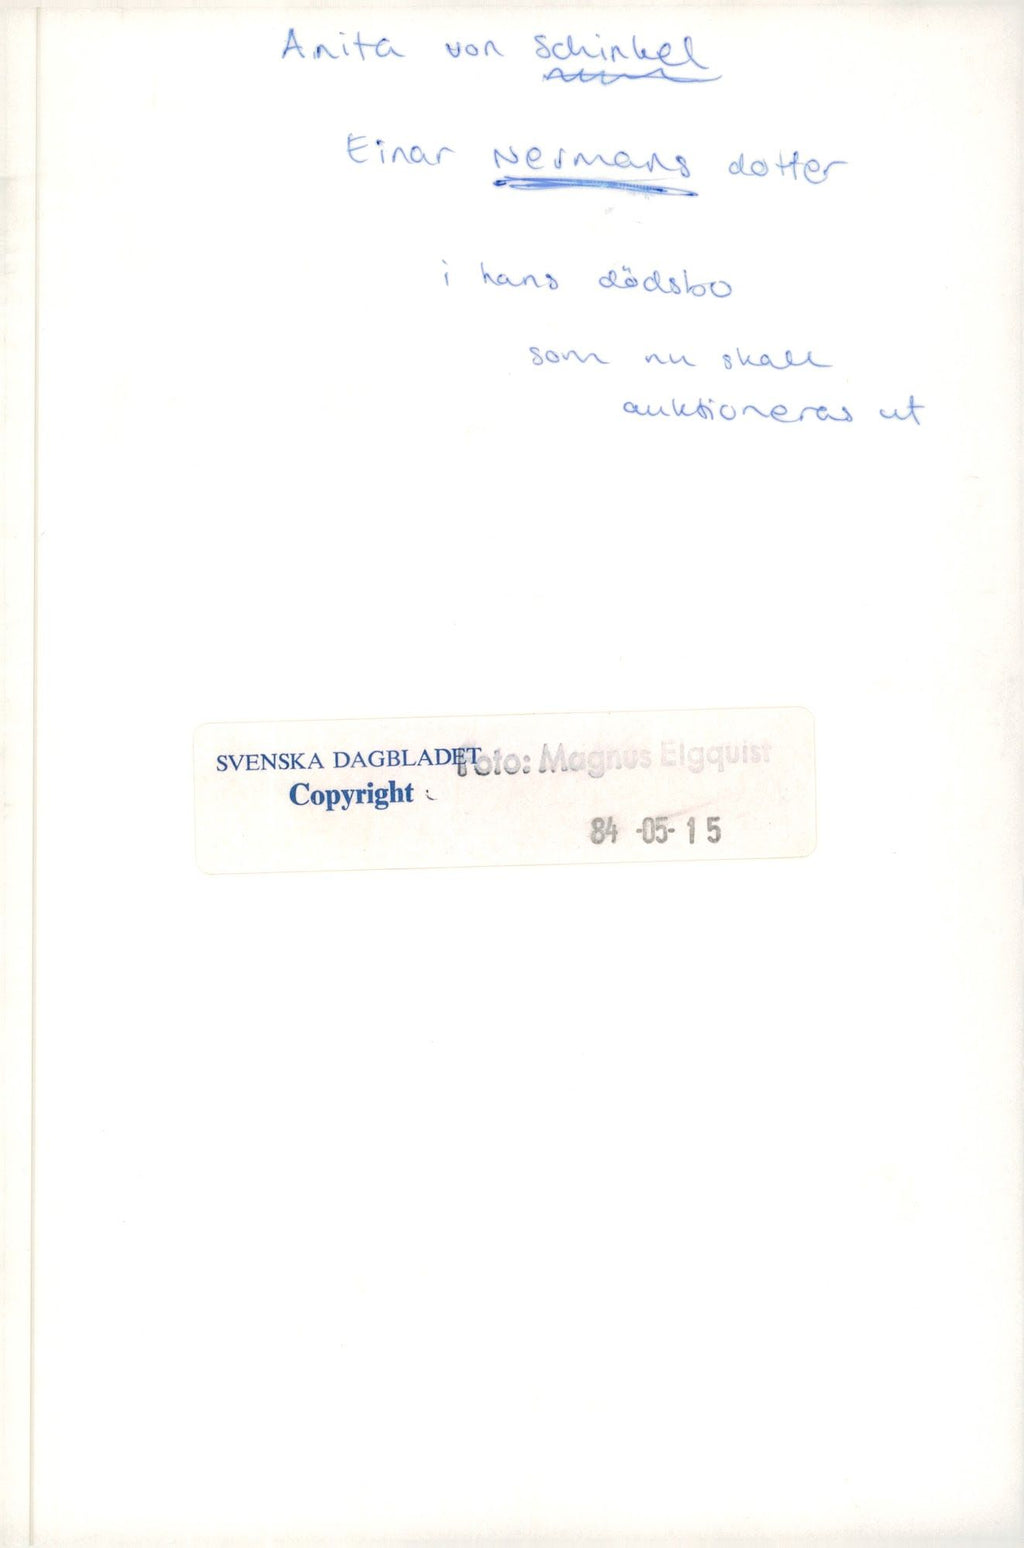 Anita von Schinkel
Einar Nermans dotter
i hans dödsbo
som nu skall
auktioneras ut
SVENSKA DAGBLADET Foto: Magnus Elgquist
Copyright
84 -05- 15